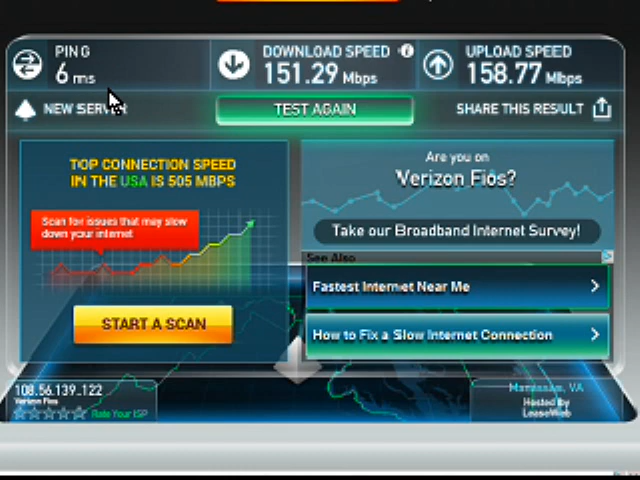 PING
6 ms
DOWNLOAD SPEED
151.29 Mbps
UPLOAD SPEED
158.77 Mbps
NEW SERVER
TEST AGAIN
SHARE THIS RESULT
TOP CONNECTION SPEED
IN THE USA IS 505 MBPS
Scan for issues that may slow
down your internet
START A SCAN
Are you on
Verizon Fios?
Take our Broadband Internet Survey!
See Also
Fastest Internet Near Me
How to Fix a Slow Internet Connection
108.56.139.122
Verizon Fios
Rate Your ISP
Manassas, VA
Hosted by
LeaseWeb